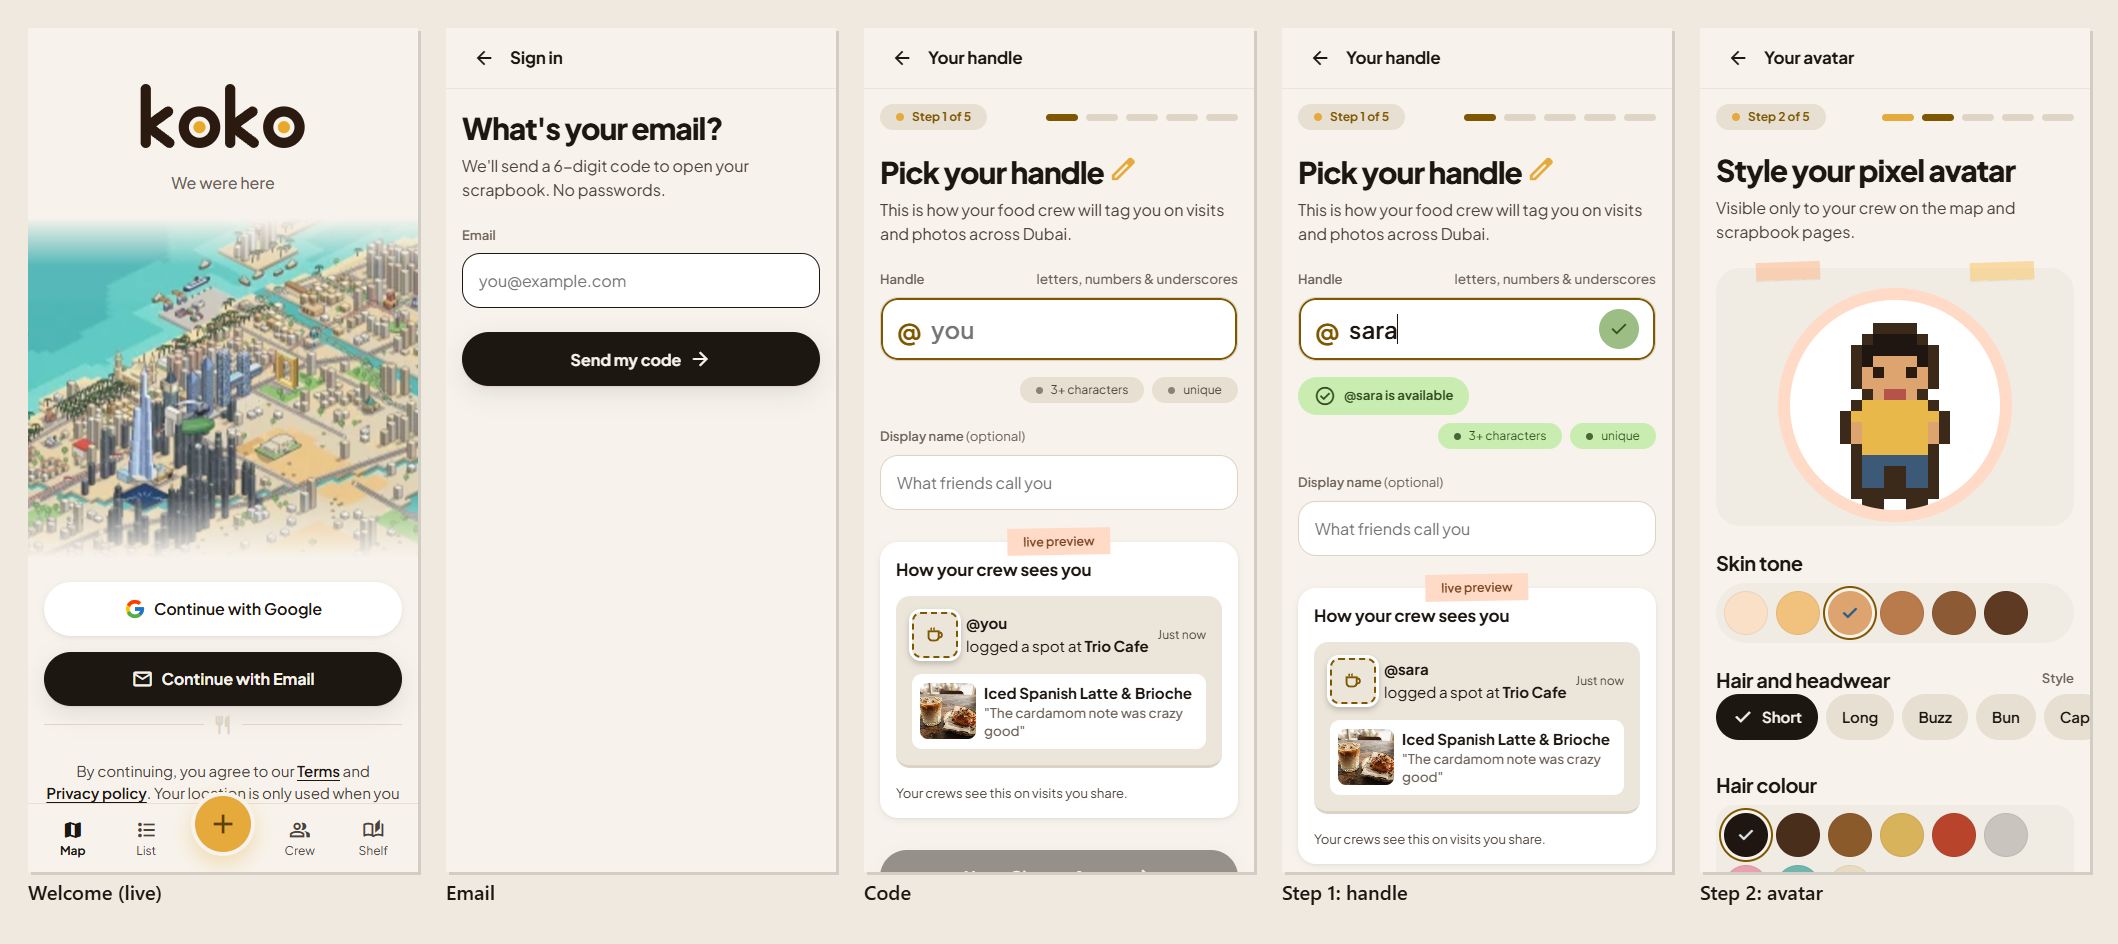 koko
We were here
Continue with Google
Continue with Email
By continuing, you agree to our Terms and
Privacy policy. Your location is only used when you
Map
List
Crew
Shelf
Welcome (live)
Sign in
What's your email?
We'll send a 6-digit code to open your
scrapbook. No passwords.
Email
you@example.com
Send my code
Email
Your handle
Step 1 of 5
Pick your handle
This is how your food crew will tag you on visits
and photos across Dubai.
Handle
letters, numbers & underscores
@ you
3+ characters
unique
Display name (optional)
What friends call you
live preview
How your crew sees you
@you
logged a spot at Trio Cafe
Just now
Iced Spanish Latte & Brioche
"The cardamom note was crazy
good"
Your crews see this on visits you share.
Code
Your handle
Step 1 of 5
Pick your handle
This is how your food crew will tag you on visits
and photos across Dubai.
Handle
letters, numbers & underscores
@ sara
@sara is available
3+ characters
unique
Display name (optional)
What friends call you
live preview
How your crew sees you
@sara
logged a spot at Trio Cafe
Just now
Iced Spanish Latte & Brioche
"The cardamom note was crazy
good"
Your crews see this on visits you share.
Step 1: handle
Your avatar
Step 2 of 5
Style your pixel avatar
Visible only to your crew on the map and
scrapbook pages.
Skin tone
Hair and headwear
Style
Short
Long
Buzz
Bun
Cap
Hair colour
Step 2: avatar